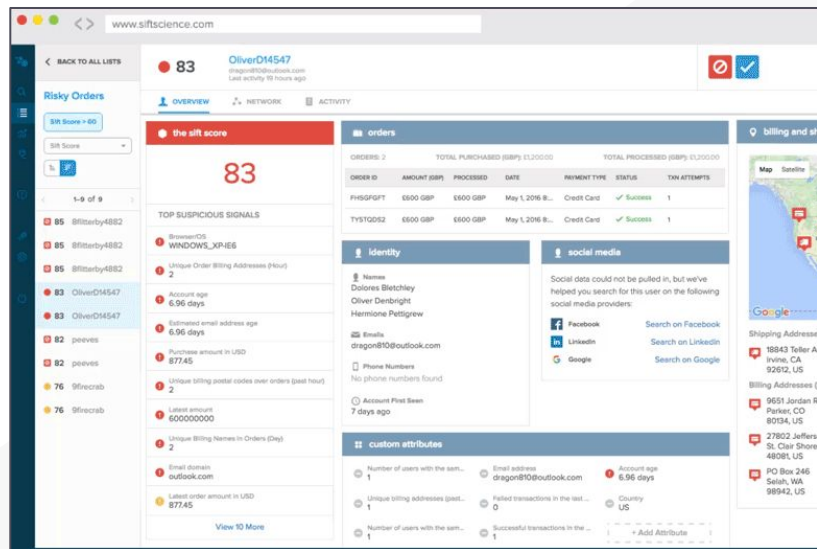 www.siftscience.com
BACK TO ALL LISTS
Risky Orders
Sift Score > 60
Sift Score
1-9 of 9
85 8flitterby4882
85 8flitterby4882
85 8flitterby4882
83 OliverD14547
83 OliverD14547
82 peeves
82 peeves
76 9firecrab
76 9firecrab
83
OliverD14547
dragon810@outlook.com
Last activity 18 hours ago
OVERVIEW NETWORK ACTIVITY
the sift score
83
TOP SUSPICIOUS SIGNALS
Browser/OS
WINDOWS_XP-IE6
Unique Order Billing Addresses (Hour)
2
Account age
6.96 days
Estimated email address age
6.96 days
Purchase amount in USD
877.45
Unique billing postal codes over orders (past hour)
2
Latest amount
600000000
Unique Billing Names in Orders (Day)
2
Email domain
outlook.com
Latest order amount in USD
877.45
View 10 More
orders
ORDERS: 2 TOTAL PURCHASED (GBP): £1,200.00 TOTAL PROCESSED (GBP): £1,200.00
ORDER ID AMOUNT (GBP) PROCESSED DATE PAYMENT TYPE STATUS TXN ATTEMPTS
FHSGFGFT £600 GBP £600 GBP May 1, 2016 8:... Credit Card Success 1
TYSTQDS2 £600 GBP £600 GBP May 1, 2016 8:... Credit Card Success 1
identity
Names
Dolores Bletchley
Oliver Denbright
Hermione Pettigrew
Emails
dragon810@outlook.com
Phone Numbers
No phone numbers found
Account First Seen
7 days ago
social media
Social data could not be pulled in, but we've
helped you search for this user on the following
social media providers:
Facebook Search on Facebook
LinkedIn Search on LinkedIn
Google Search on Google
custom attributes
Number of users with the sam...
1
Email address
dragon810@outlook.com
Account age
6.96 days
Unique billing addresses (past...
1
Failed transactions in the last ...
0
Country
US
Number of users with the sam...
1
Successful transactions in the ...
1
+ Add Attribute
billing and sh
Map Satellite
Google
Shipping Addresse
18843 Teller A
Irvine, CA
92612, US
Billing Addresses (
9651 Jordan R
Parker, CO
80134, US
27802 Jeffers
St. Clair Shore
48081, US
PO Box 246
Selah, WA
98942, US